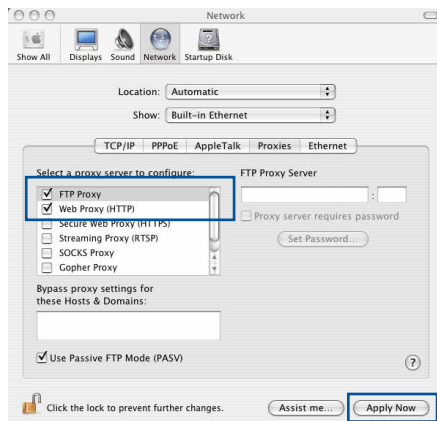 Network
Show All Displays Sound Network Startup Disk
Location: Automatic
Show: Built-in Ethernet
TCP/IP PPPoE AppleTalk Proxies Ethernet
Select a proxy server to configure: FTP Proxy Server
FTP Proxy
Web Proxy (HTTP) :
Secure Web Proxy (HTTPS) Proxy server requires password
Streaming Proxy (RTSP) Set Password...
SOCKS Proxy
Gopher Proxy
Bypass proxy settings for
these Hosts & Domains:
Use Passive FTP Mode (PASV) ?
Click the lock to prevent further changes. Assist me... Apply Now